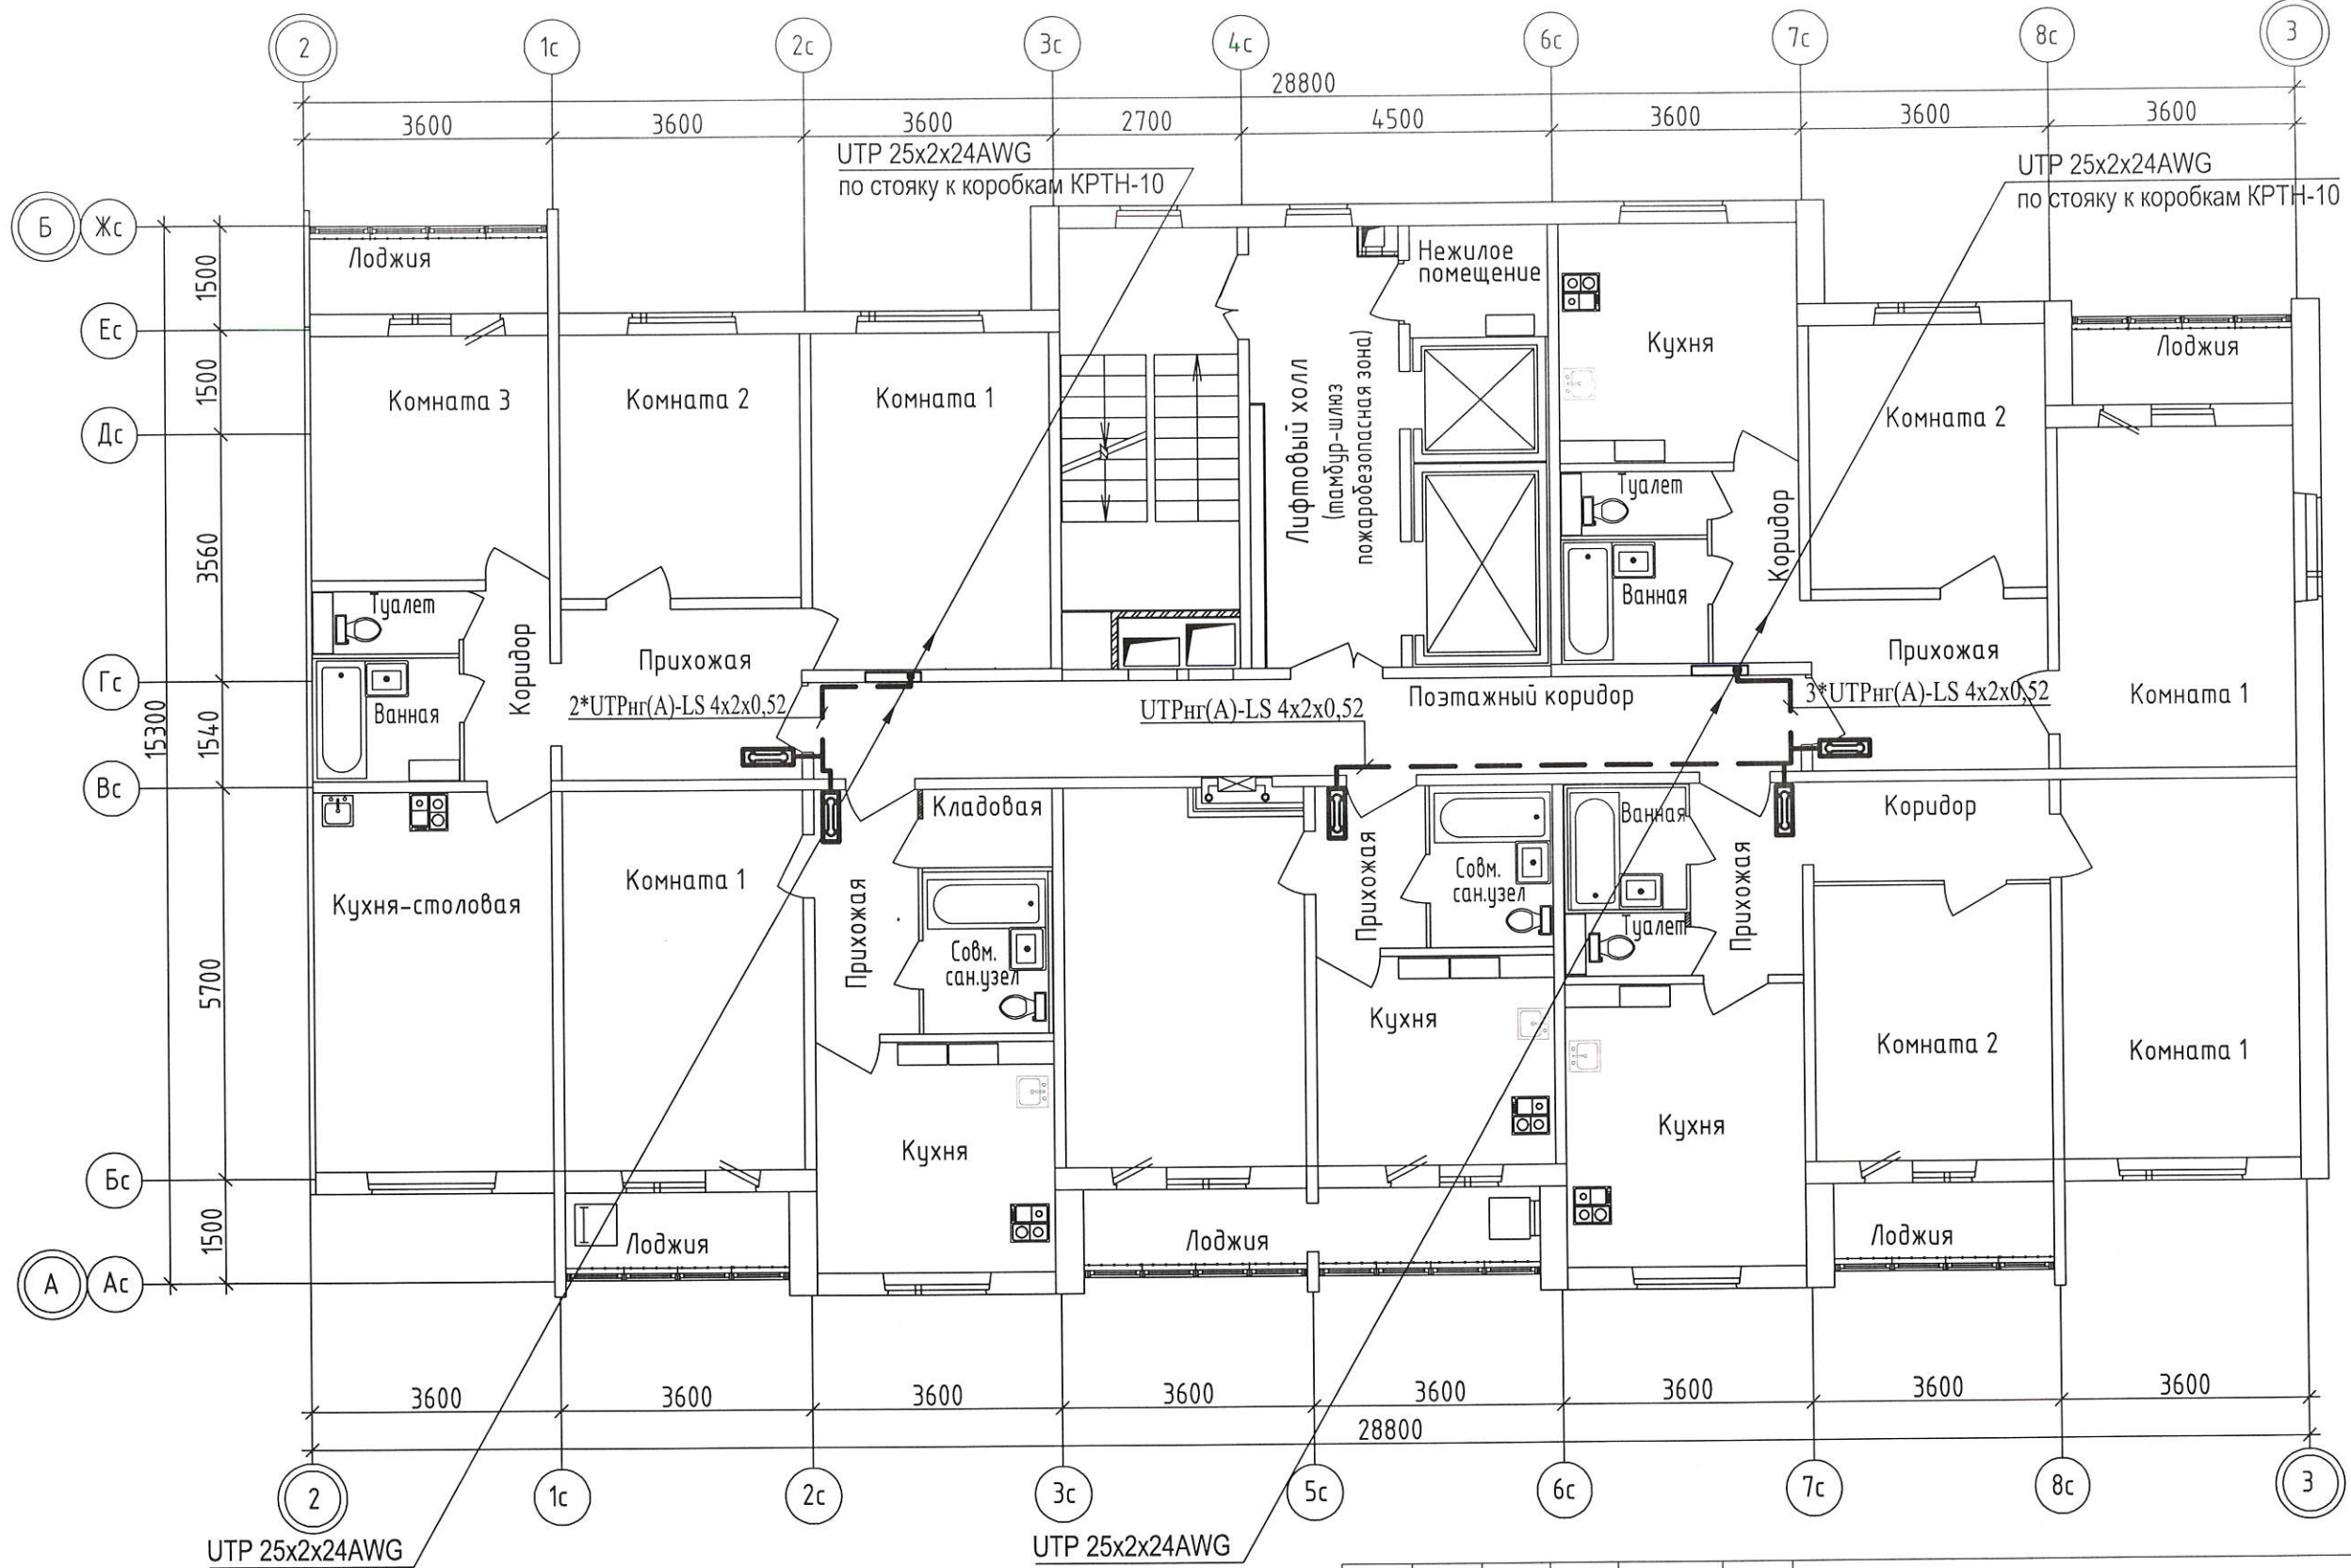 2
1с
2с
3с
4с
6с
7с
8с
3
28800
3600
3600
3600
2700
4500
3600
3600
3600
UTP 25x2x24AWG
по стояку к коробкам КРТН-10
UTP 25x2x24AWG
по стояку к коробкам КРТН-10
Б
Жс
Ес
Дс
Гс
Вс
Бс
А
Ас
1500
1500
3560
1540
15300
5700
1500
Лоджия
Нежилое
помещение
Кухня
Лоджия
Комната 3
Комната 2
Комната 1
Лифтовый холл
(тамбур-шлюз
пожаробезопасная зона)
Комната 2
Туалет
Коридор
Ванная
Туалет
Коридор
Прихожая
Прихожая
Ванная
2*UTPнг(А)-LS 4x2x0,52
UTPнг(А)-LS 4x2x0,52
Поэтажный коридор
3*UTPнг(А)-LS 4x2x0,52
Комната 1
Кладовая
Ванная
Коридор
Кухня-столовая
Комната 1
Прихожая
Совм.
сан.узел
Прихожая
Совм.
сан.узел
Туалет
Прихожая
Кухня
Комната 2
Комната 1
Кухня
Кухня
Лоджия
Лоджия
Лоджия
3600
3600
3600
3600
3600
3600
3600
3600
28800
2
1с
2с
3с
5с
6с
7с
8с
3
UTP 25x2x24AWG
UTP 25x2x24AWG